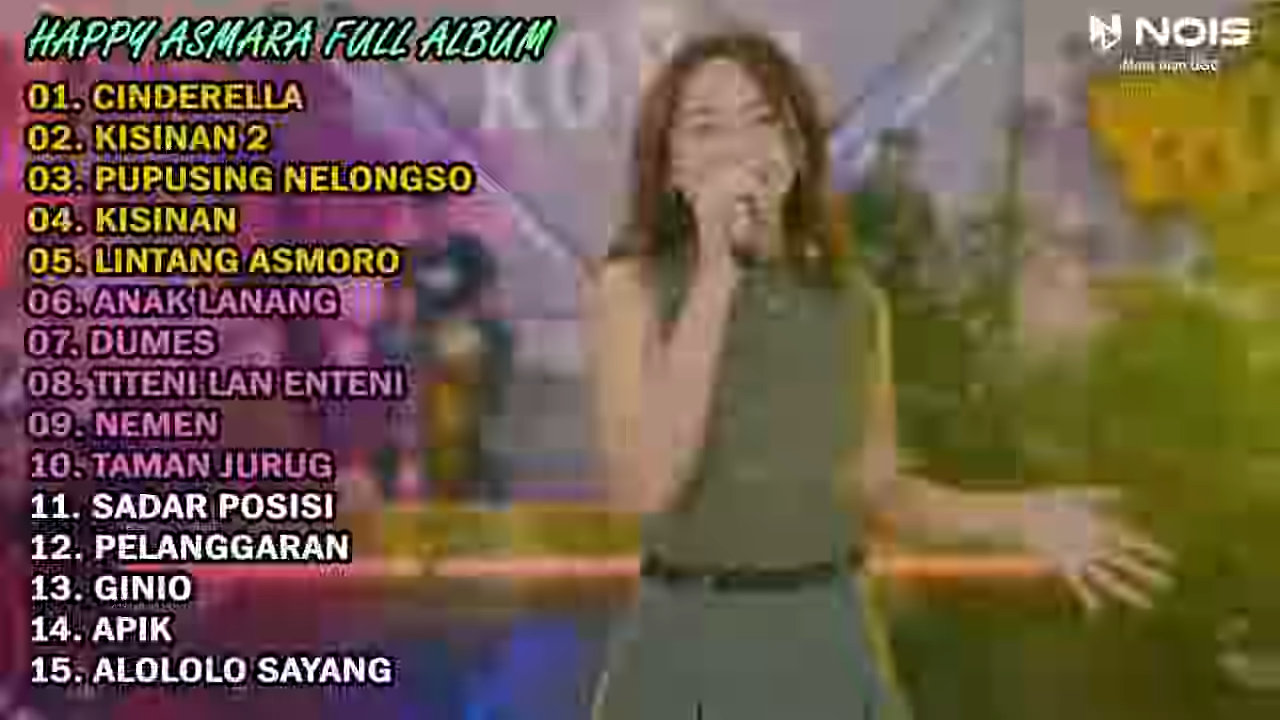 HAPPY ASMARA FULL ALBUM
NOIS
01. CINDERELLA
02. KISINAN 2
03. PUPUSING NELONGSO
04. KISINAN
05. LINTANG ASMORO
06. ANAK LANANG
07. DUMES
08. TITENI LAN ENTENI
09. NEMEN
10. TAMAN JURUG
11. SADAR POSISI
12. PELANGGARAN
13. GINIO
14. APIK
15. ALOLOLO SAYANG